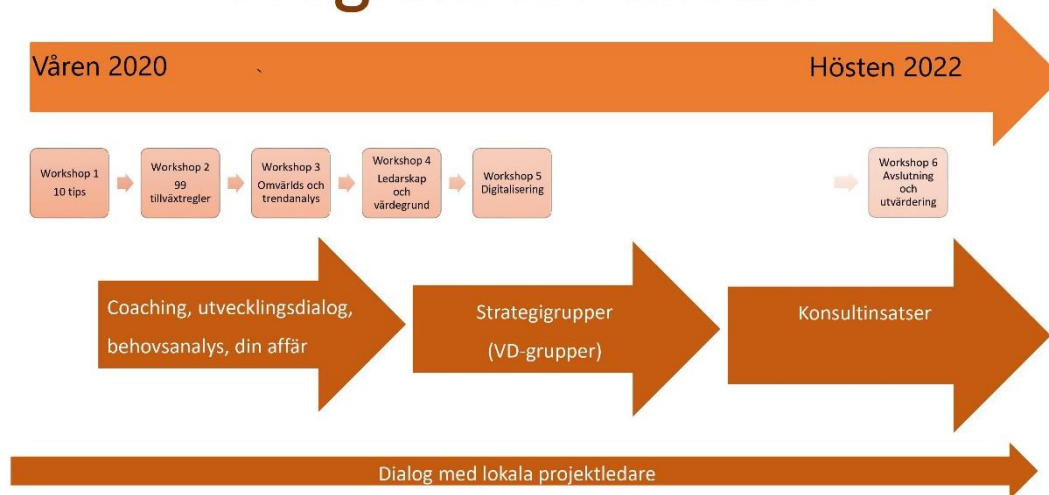 Våren 2020
Hösten 2022
Workshop 1
10 tips
Workshop 2
99
tillväxtregler
Workshop 3
Omvärlds och
trendanalys
Workshop 4
Ledarskap
och
värdegrund
Workshop 5
Digitalisering
Workshop 6
Avslutning
och
utvärdering
Coaching, utvecklingsdialog,
behovsanalys, din affär
Strategigrupper
(VD-grupper)
Konsultinsatser
Dialog med lokala projektledare